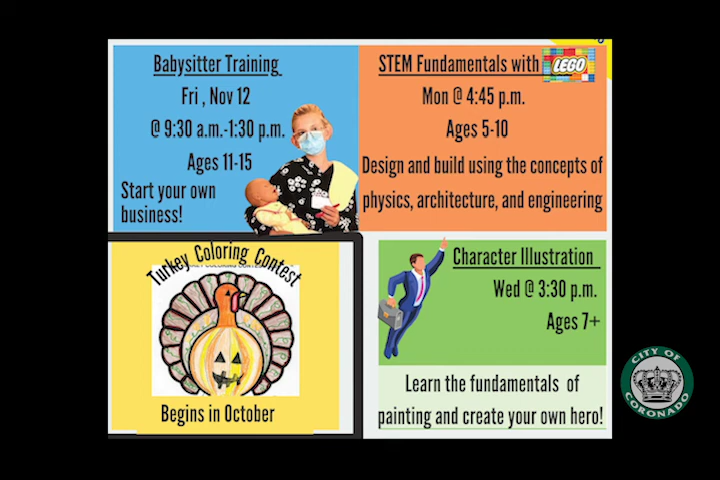 Babysitter Training
Fri , Nov 12
@ 9:30 a.m.-1:30 p.m.
Ages 11-15
Start your own
business!
STEM Fundamentals with LEGO
Mon @ 4:45 p.m.
Ages 5-10
Design and build using the concepts of
physics, architecture, and engineering
Turkey Coloring Contest
Begins in October
Character Illustration
Wed @ 3:30 p.m.
Ages 7+
Learn the fundamentals of
painting and create your own hero!
CITY OF
CORONADO